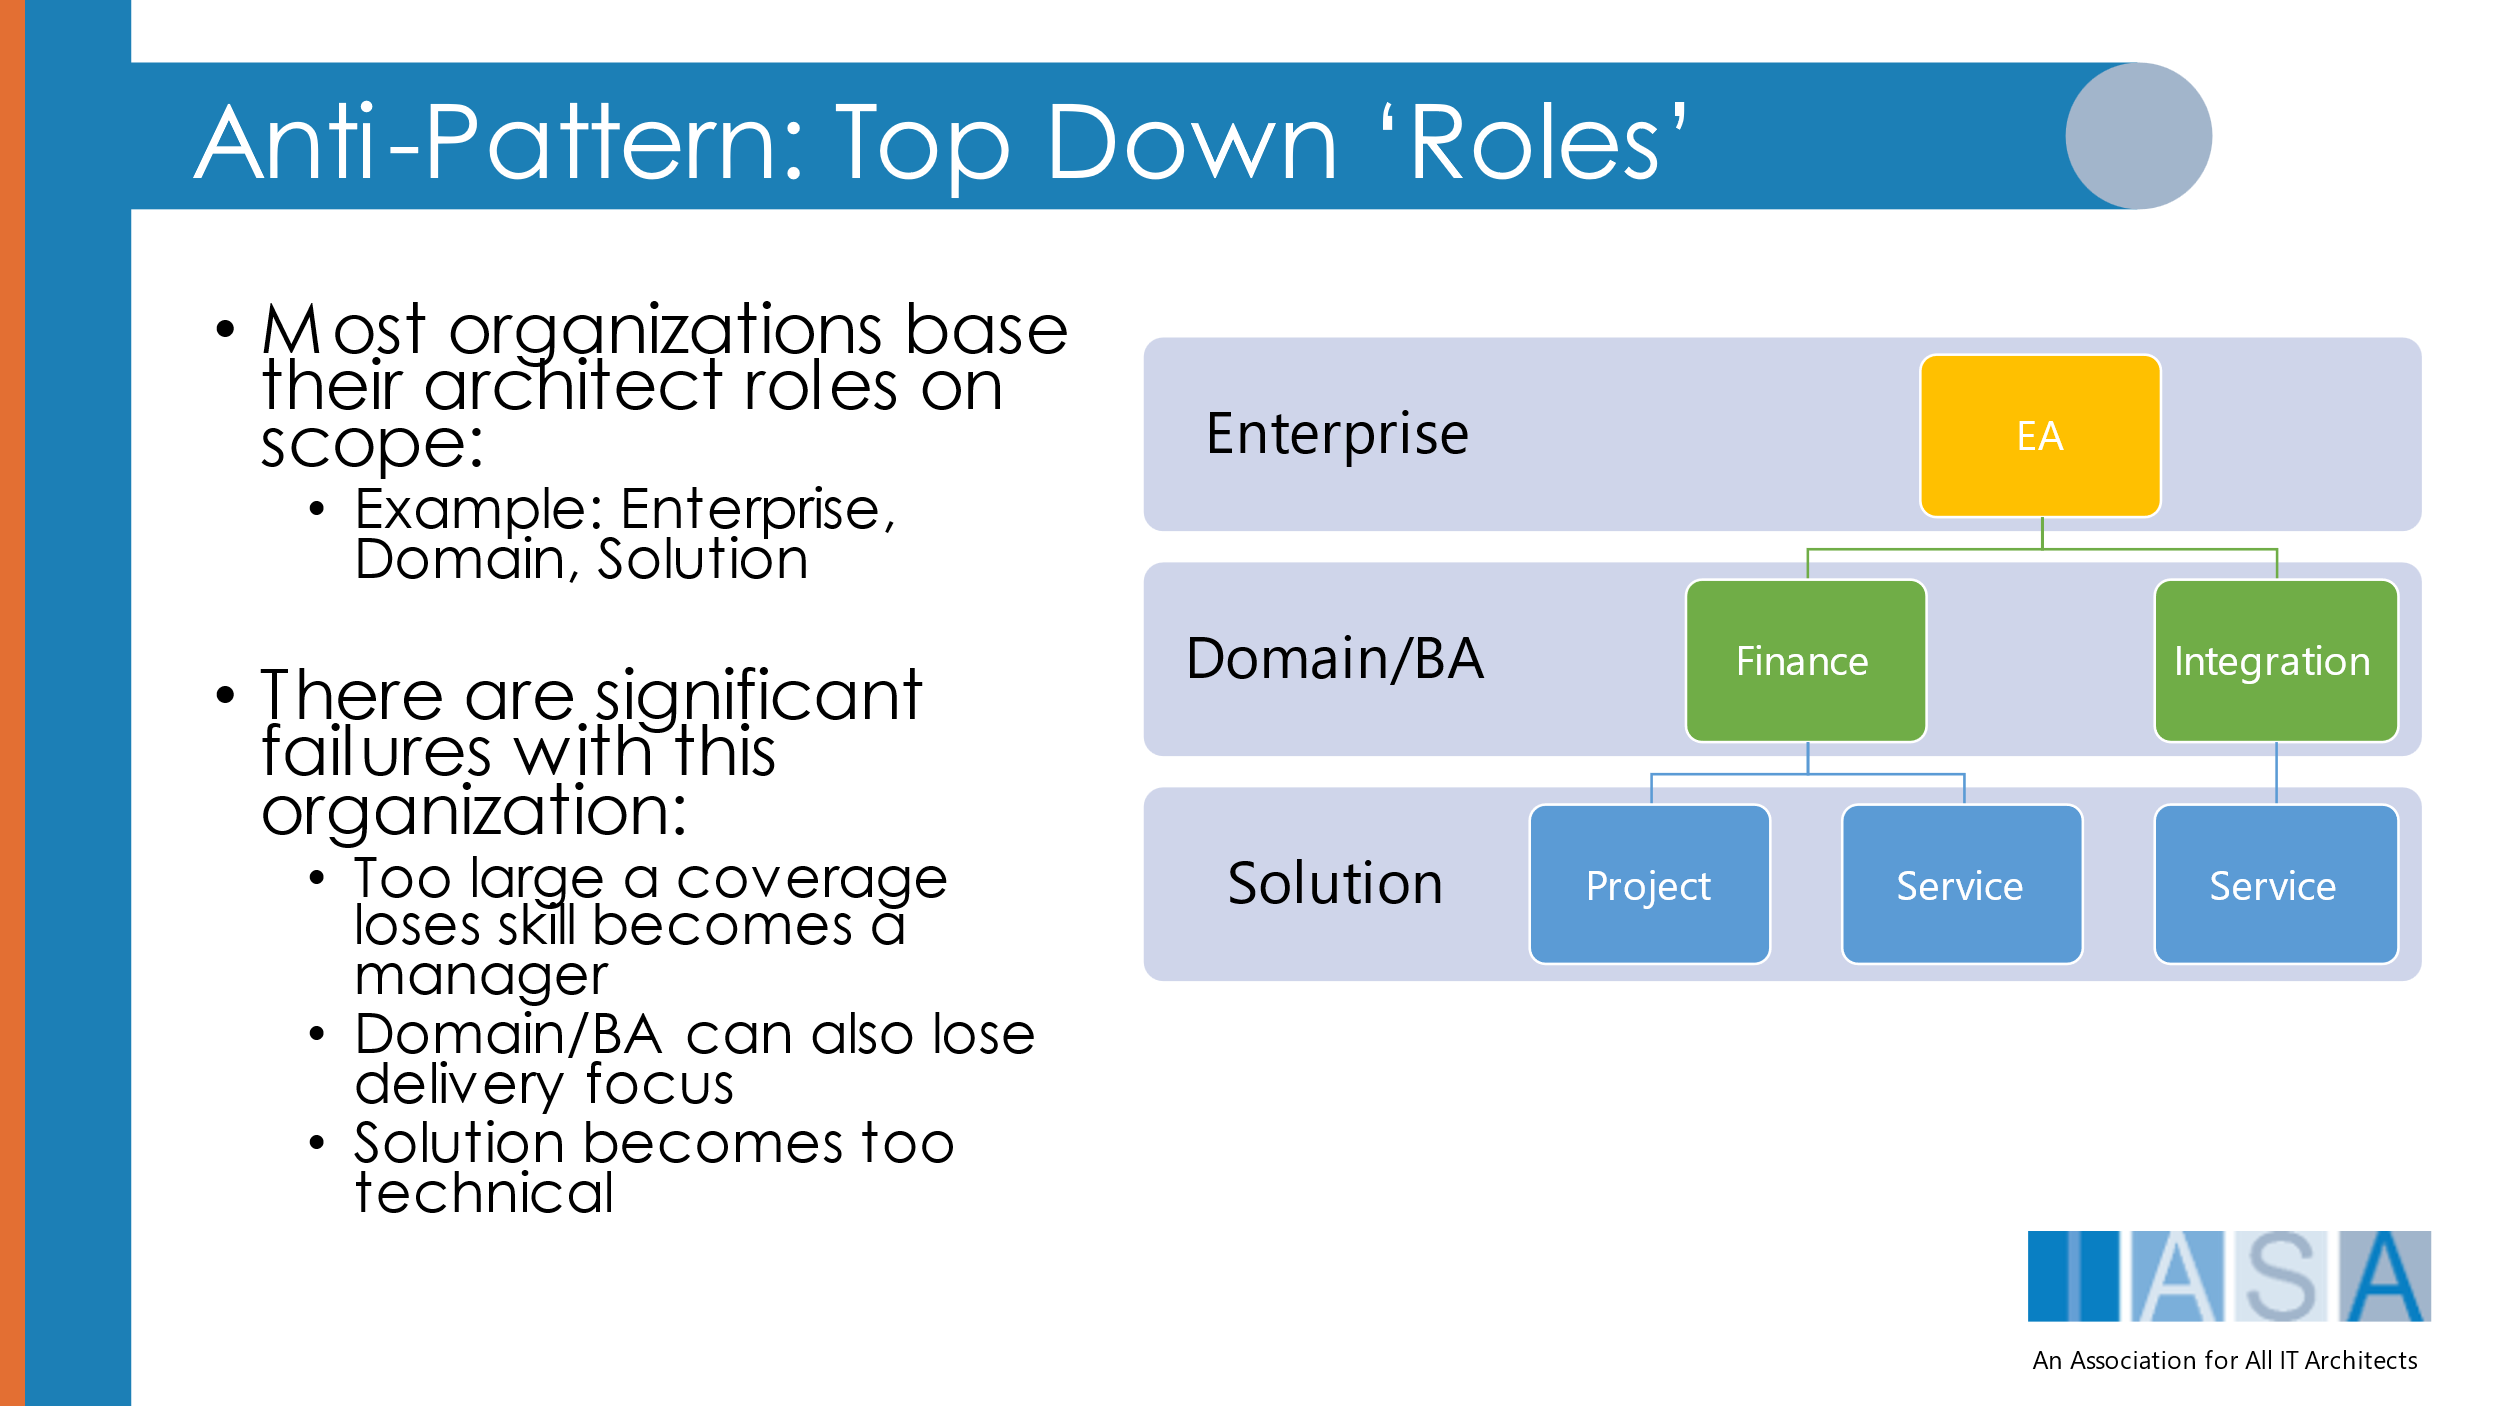 Anti-Pattern: Top Down ‘Roles’
• Most organizations base
their architect roles on
scope:
• Example: Enterprise,
Domain, Solution
• There are significant
failures with this
organization:
• Too large a coverage
loses skill becomes a
manager
• Domain/BA can also lose
delivery focus
• Solution becomes too
technical
Enterprise
EA
Domain/BA
Finance
Integration
Solution
Project
Service
Service
IASA
An Association for All IT Architects